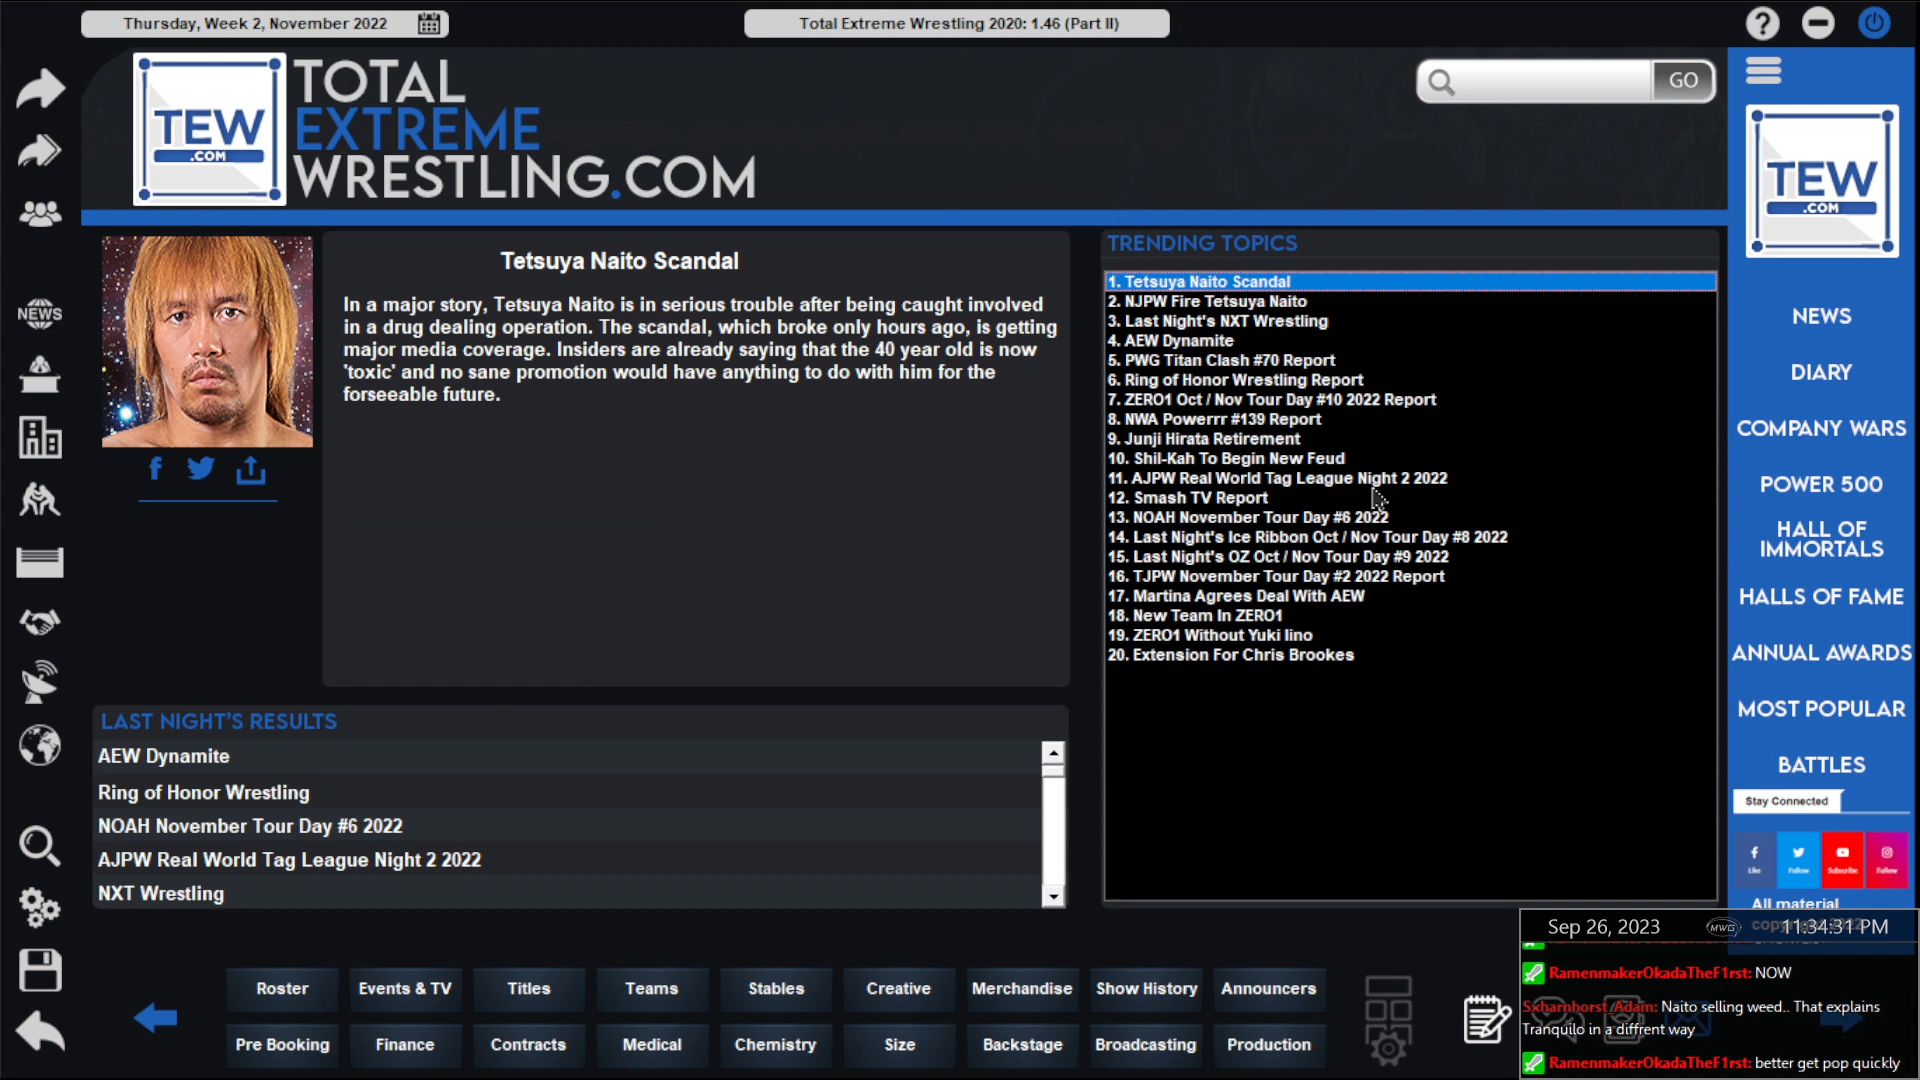 Thursday, Week 2, November 2022
Total Extreme Wrestling 2020: 1.46 (Part II)
?
TEW
.COM
TOTAL
EXTREME
WRESTLING.COM
GO
TEW
.COM
NEWS
Tetsuya Naito Scandal
In a major story, Tetsuya Naito is in serious trouble after being caught involved
in a drug dealing operation. The scandal, which broke only hours ago, is getting
major media coverage. Insiders are already saying that the 40 year old is now
'toxic' and no sane promotion would have anything to do with him for the
forseeable future.
TRENDING TOPICS
1. Tetsuya Naito Scandal
2. NJPW Fire Tetsuya Naito
3. Last Night's NXT Wrestling
4. AEW Dynamite
5. PWG Titan Clash #70 Report
6. Ring of Honor Wrestling Report
7. ZERO1 Oct / Nov Tour Day #10 2022 Report
8. NWA Powerrr #139 Report
9. Junji Hirata Retirement
10. Shil-Kah To Begin New Feud
11. AJPW Real World Tag League Night 2 2022
12. Smash TV Report
13. NOAH November Tour Day #6 2022
14. Last Night's Ice Ribbon Oct / Nov Tour Day #8 2022
15. Last Night's OZ Oct / Nov Tour Day #9 2022
16. TJPW November Tour Day #2 2022 Report
17. Martina Agrees Deal With AEW
18. New Team In ZERO1
19. ZERO1 Without Yuki Iino
20. Extension For Chris Brookes
NEWS
DIARY
COMPANY WARS
POWER 500
HALL OF
IMMORTALS
HALLS OF FAME
ANNUAL AWARDS
MOST POPULAR
BATTLES
Stay Connected
Like
Follow
Subscribe
Follow
All material
LAST NIGHT'S RESULTS
AEW Dynamite
Ring of Honor Wrestling
NOAH November Tour Day #6 2022
AJPW Real World Tag League Night 2 2022
NXT Wrestling
Sep 26, 2023
MWG
11:34:31 PM
RamenmakerOkadaTheF1rst: NOW
Sxharnhorst Adam: Naito selling weed.. That explains
Tranquilo in a diffrent way
RamenmakerOkadaTheF1rst: better get pop quickly
Roster
Events & TV
Titles
Teams
Stables
Creative
Merchandise
Show History
Announcers
Pre Booking
Finance
Contracts
Medical
Chemistry
Size
Backstage
Broadcasting
Production